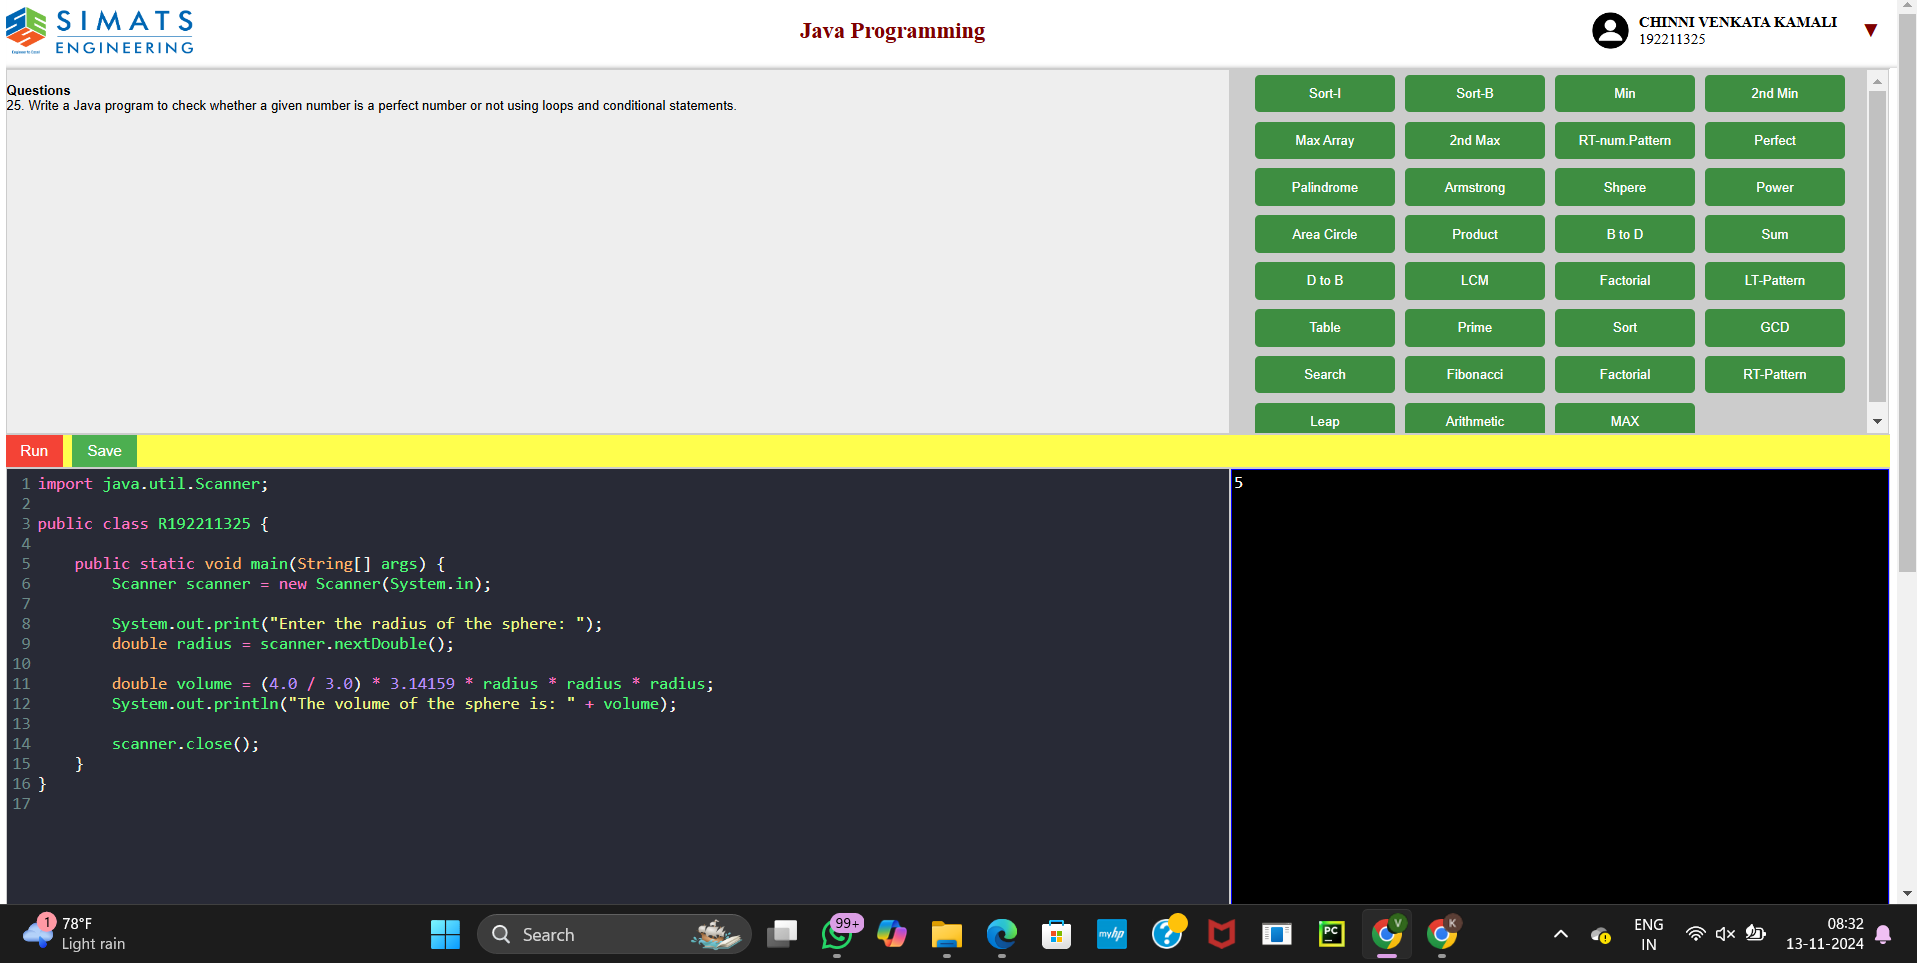 SIMATS
ENGINEERING
Java Programming
CHINNI VENKATA KAMALI
192211325
Questions
25. Write a Java program to check whether a given number is a perfect number or not using loops and conditional statements.
Sort-I
Sort-B
Min
2nd Min
Max Array
2nd Max
RT-num.Pattern
Perfect
Palindrome
Armstrong
Shpere
Power
Area Circle
Product
B to D
Sum
D to B
LCM
Factorial
LT-Pattern
Table
Prime
Sort
GCD
Search
Fibonacci
Factorial
RT-Pattern
Leap
Arithmetic
MAX
Run
Save
1 import java.util.Scanner;
2
3 public class R192211325 {
4
5     public static void main(String[] args) {
6         Scanner scanner = new Scanner(System.in);
7
8         System.out.print("Enter the radius of the sphere: ");
9         double radius = scanner.nextDouble();
10
11         double volume = (4.0 / 3.0) * 3.14159 * radius * radius * radius;
12         System.out.println("The volume of the sphere is: " + volume);
13
14         scanner.close();
15     }
16 }
17
5
1
78°F
Light rain
Search
99+
myhp
PC
V
K
ENG
IN
08:32
13-11-2024